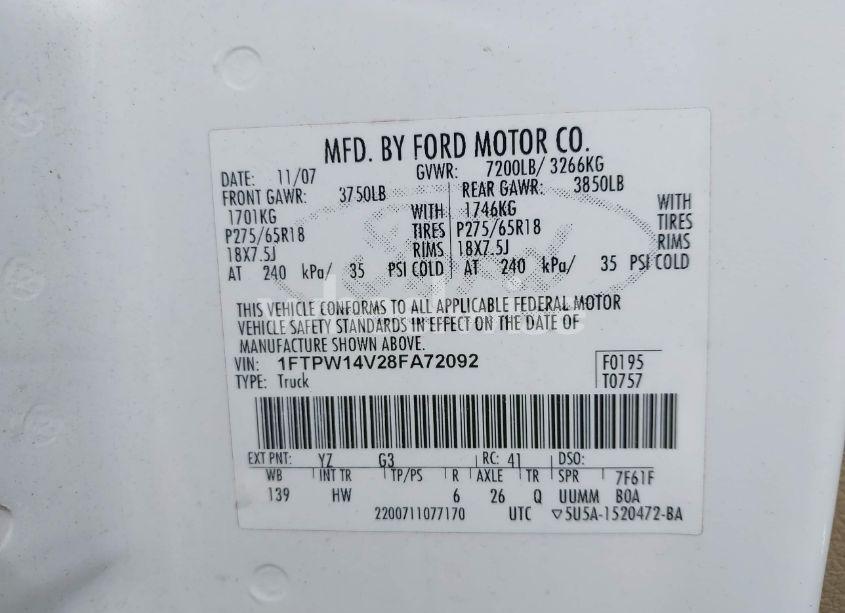 MFD. BY FORD MOTOR CO.
DATE: 11/07 GVWR: 7200LB/ 3266KG
FRONT GAWR: 3750LB REAR GAWR: 3850LB
1701KG WITH 1746KG WITH
P275/65R18 TIRES P275/65R18 TIRES
18X7.5J RIMS 18X7.5J RIMS
AT 240 kPa/ 35 PSI COLD AT 240 kPa/ 35 PSI COLD
THIS VEHICLE CONFORMS TO ALL APPLICABLE FEDERAL MOTOR
VEHICLE SAFETY STANDARDS IN EFFECT ON THE DATE OF
MANUFACTURE SHOWN ABOVE.
VIN: 1FTPW14V28FA72092 F0195
TYPE: Truck T0757
EXT PNT: YZ G3 RC: 41 DSO:
WB INT TR TP/PS R AXLE TR SPR 7F61F
139 HW 6 26 Q UUMM BOA
2200711077170 UTC ▽5U5A-1520472-BA